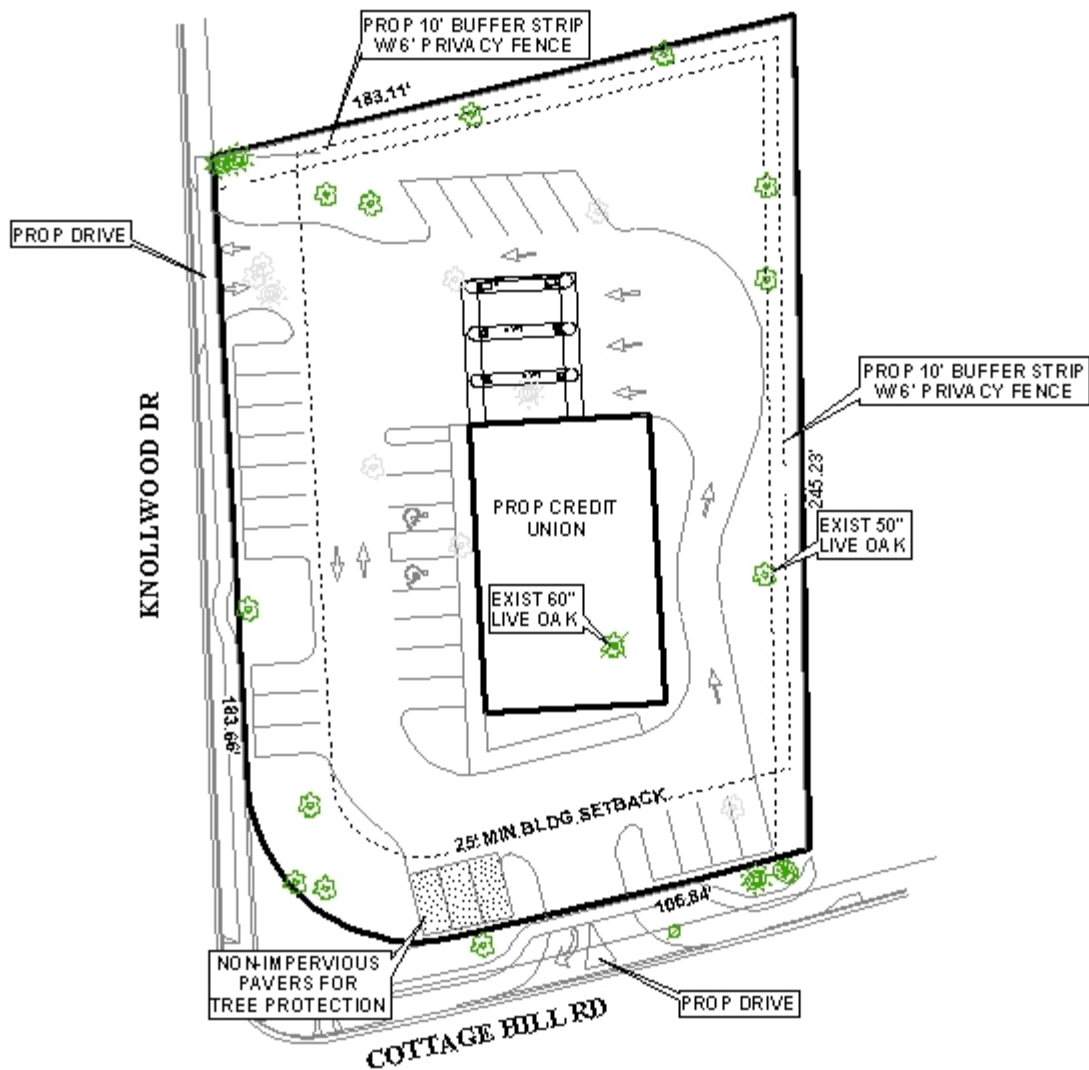 PROP 10' BUFFER STRIP
W/6' PRIVACY FENCE
183.11'
PROP DRIVE
KNOLLWOOD DR
PROP 10' BUFFER STRIP
W/6' PRIVACY FENCE
245.23'
PROP CREDIT
UNION
EXIST 50"
LIVE OAK
EXIST 60"
LIVE OAK
183.66'
25' MIN. BLDG. SETBACK
106.84'
NON-IMPERVIOUS
PAVERS FOR
TREE PROTECTION
PROP DRIVE
COTTAGE HILL RD